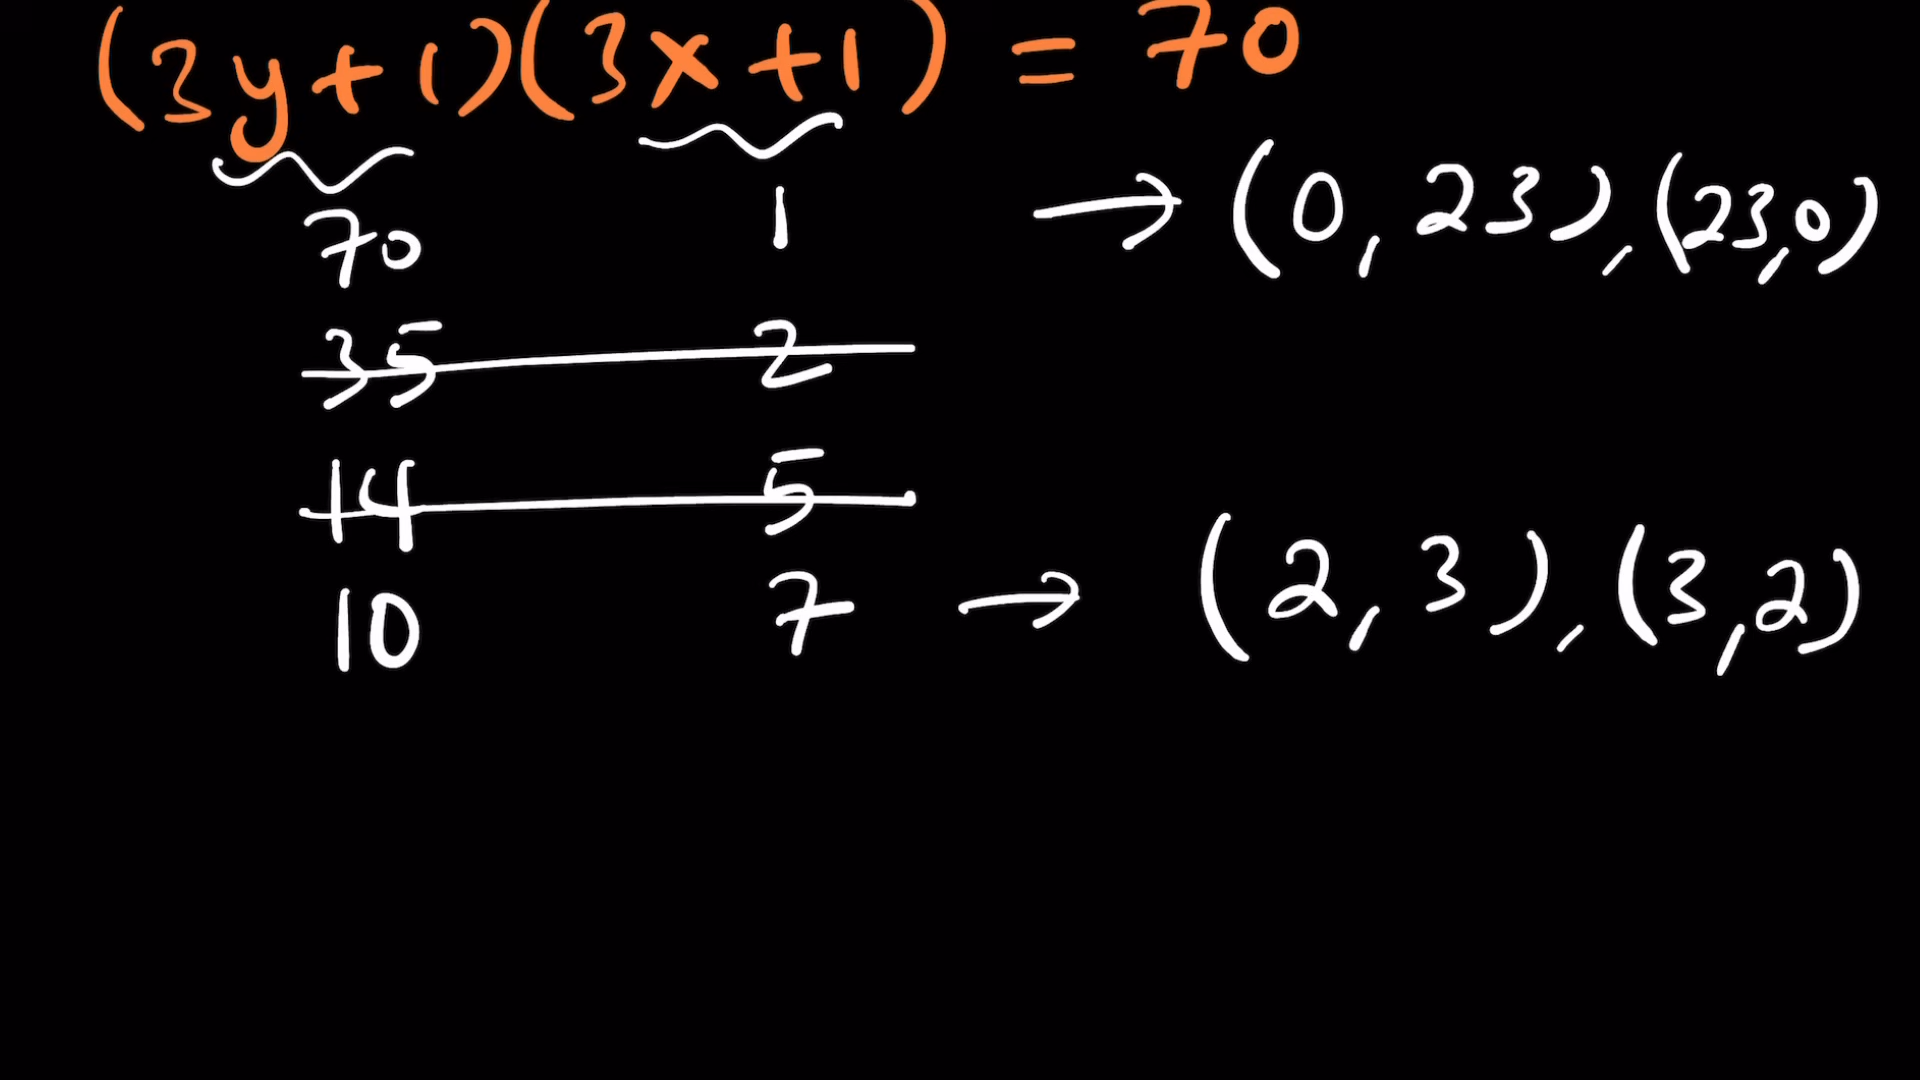 (3y+1)(3x+1) = 70
70 1 → (0,23), (23,0)
35 2
14 5
10 7 → (2,3), (3,2)